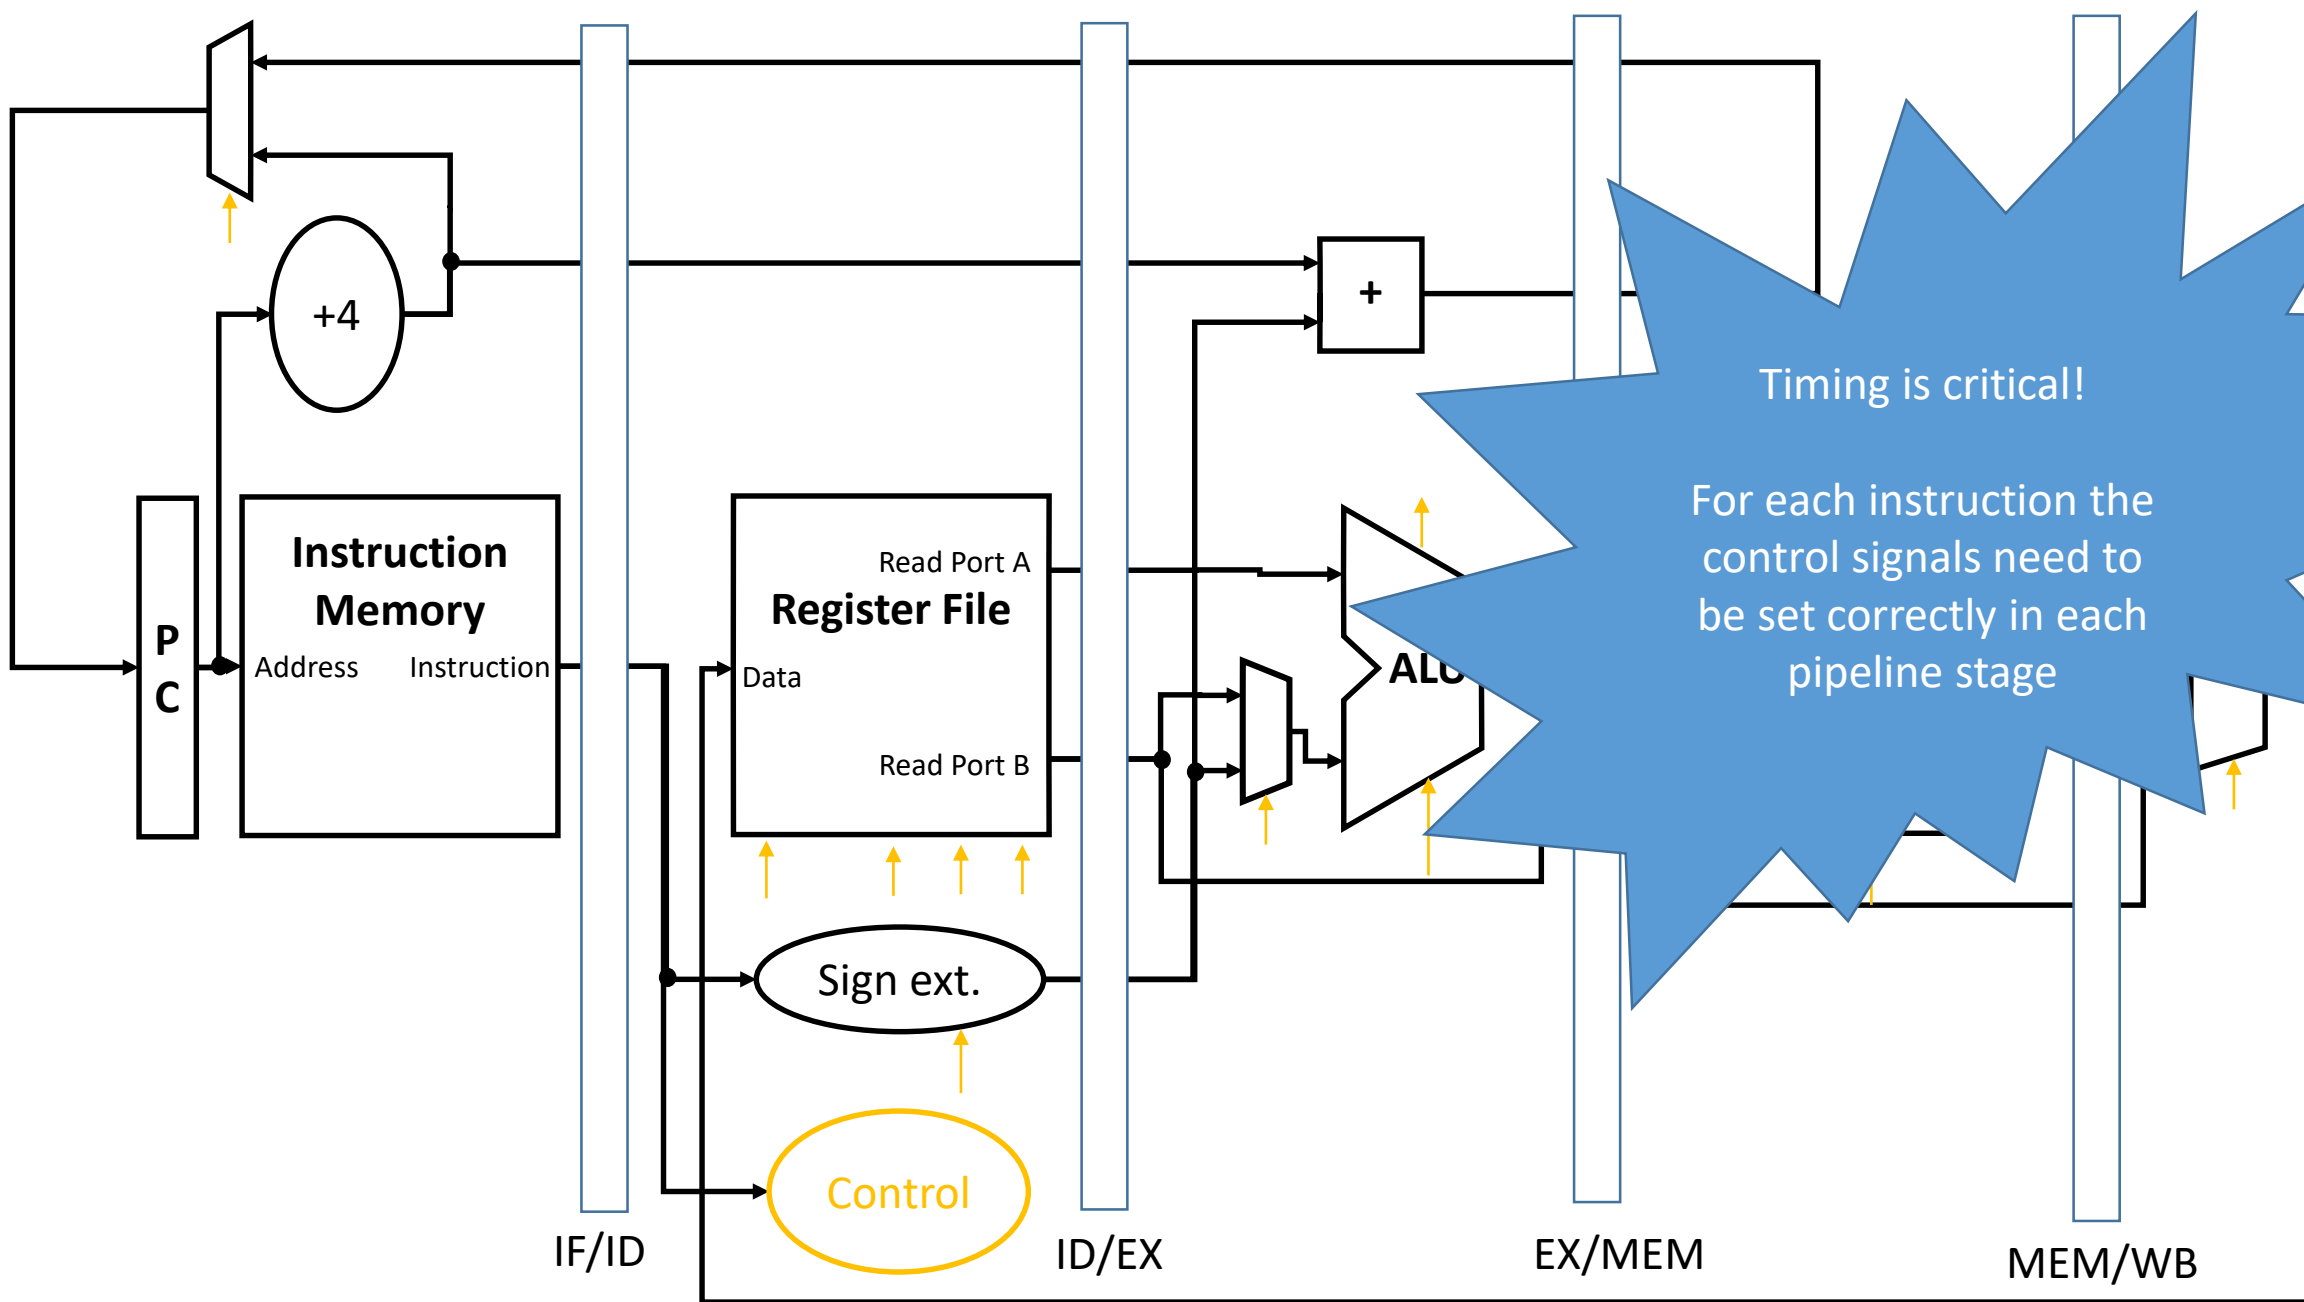 +4
+
Timing is critical!
For each instruction the
control signals need to
be set correctly in each
pipeline stage
P
C
Instruction
Memory
Address
Instruction
Read Port A
Register File
Data
Read Port B
ALU
Sign ext.
Control
IF/ID
ID/EX
EX/MEM
MEM/WB